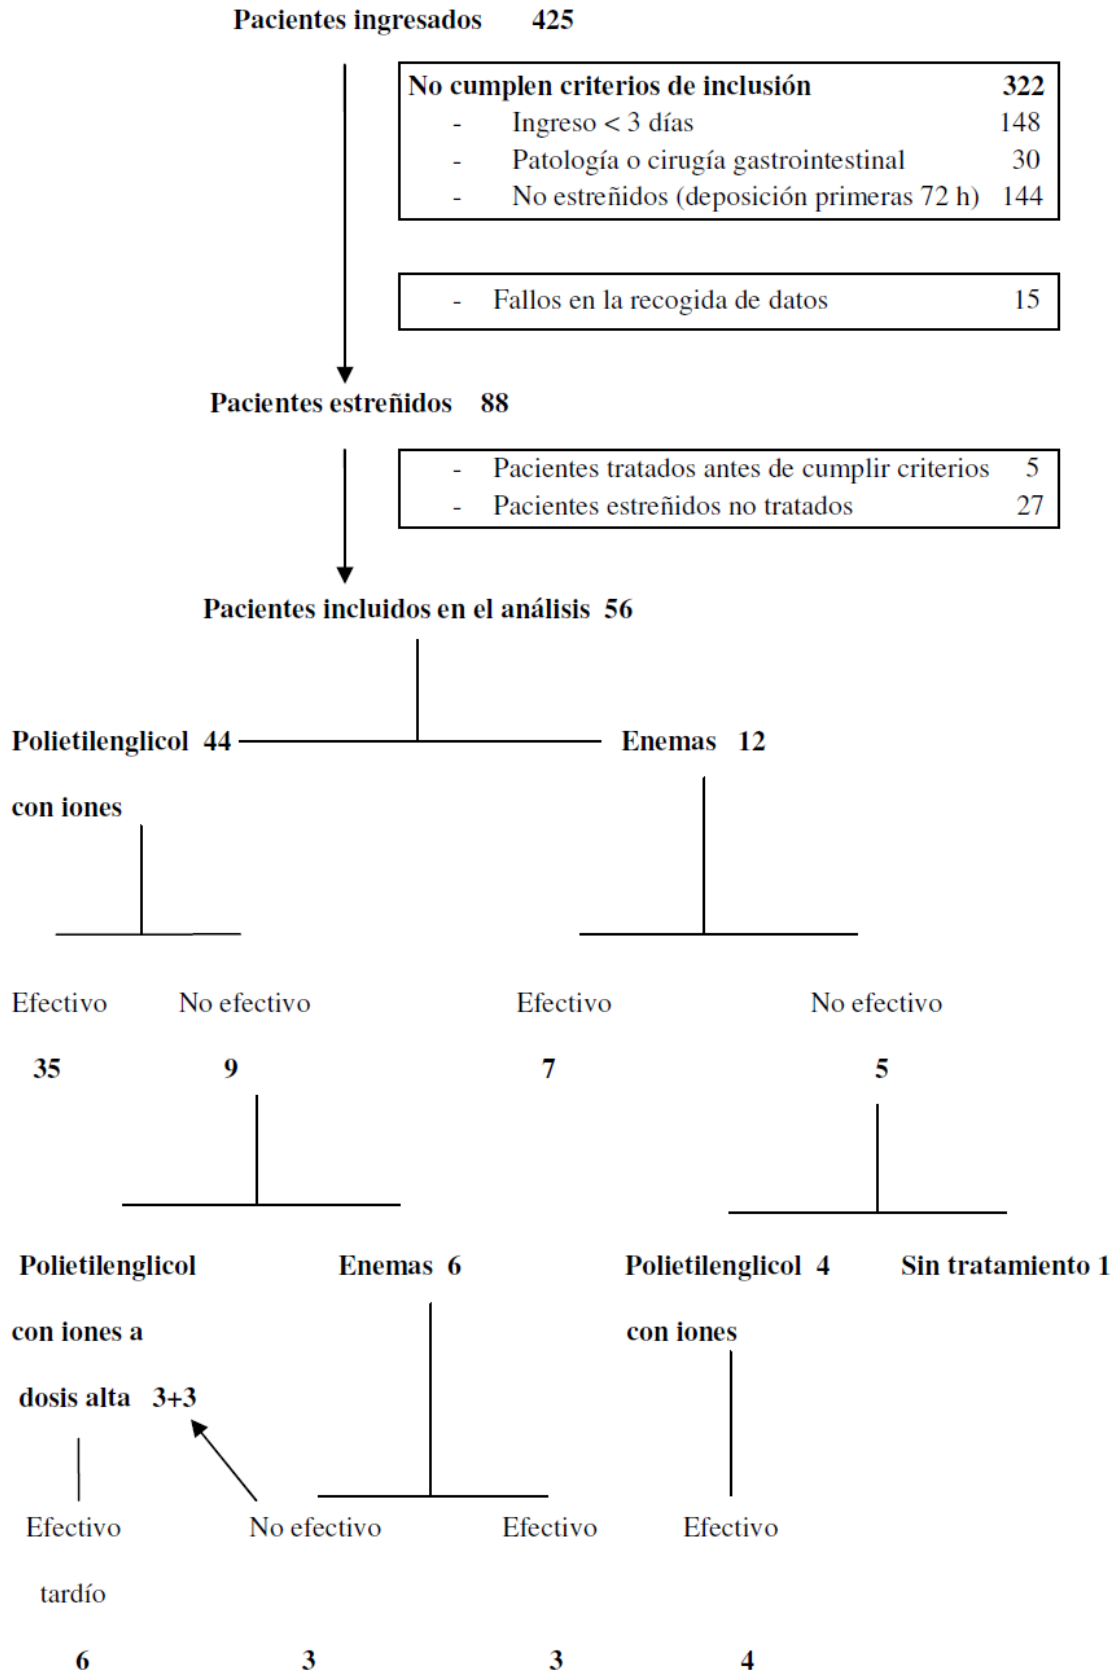 Pacientes ingresados 425
No cumplen criterios de inclusión 322
- Ingreso < 3 días 148
- Patología o cirugía gastrointestinal 30
- No estreñidos (deposición primeras 72 h) 144
- Fallos en la recogida de datos 15
Pacientes estreñidos 88
- Pacientes tratados antes de cumplir criterios 5
- Pacientes estreñidos no tratados 27
Pacientes incluidos en el análisis 56
Polietilenglicol 44 Enemas 12
con iones
Efectivo No efectivo Efectivo No efectivo
35 9 7 5
Polietilenglicol Enemas 6 Polietilenglicol 4 Sin tratamiento 1
con iones a con iones
dosis alta 3+3
Efectivo No efectivo Efectivo Efectivo
tardío
6 3 3 4